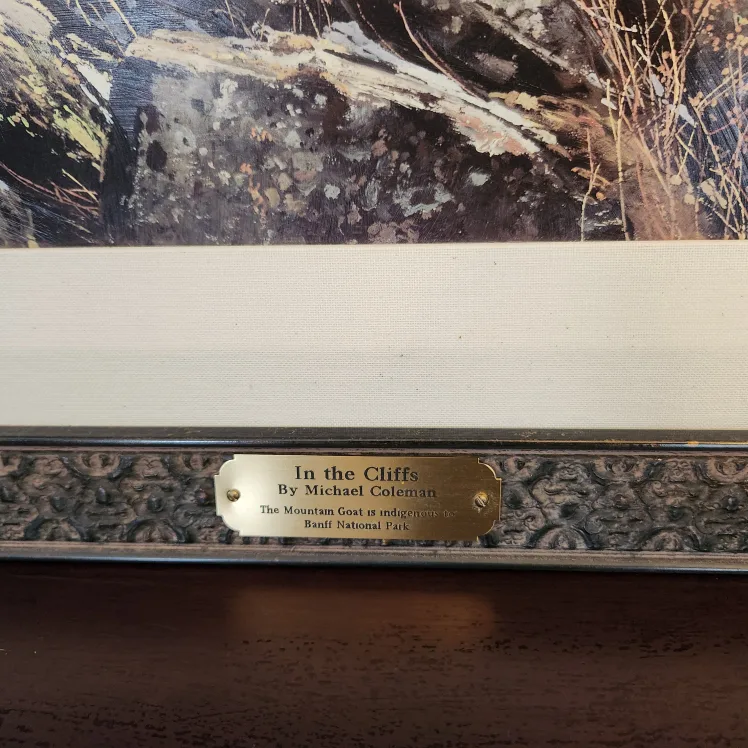 In the Cliffs
By Michael Coleman
The Mountain Goat is indigenous to
Banff National Park